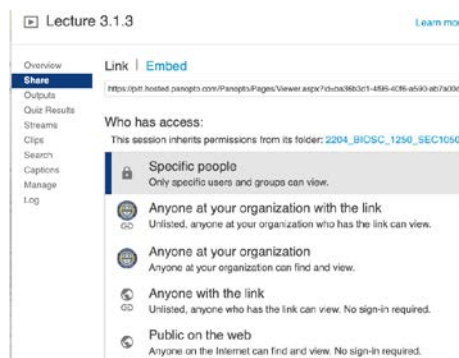 Lecture 3.1.3
Learn mor
Overview
Share
Outputs
Quiz Results
Streams
Clips
Search
Captions
Manage
Log
Link | Embed
Who has access:
This session inherits permissions from its folder: 2204_BIOSC_1250_SEC1050
Specific people
Only specific users and groups can view.
Anyone at your organization with the link
Unlisted, anyone at your organization who has the link can view.
Anyone at your organization
Anyone at your organization can find and view.
Anyone with the link
Unlisted, anyone who has the link can view. No sign-in required.
Public on the web
Anyone on the Internet can find and view. No sign-in required.